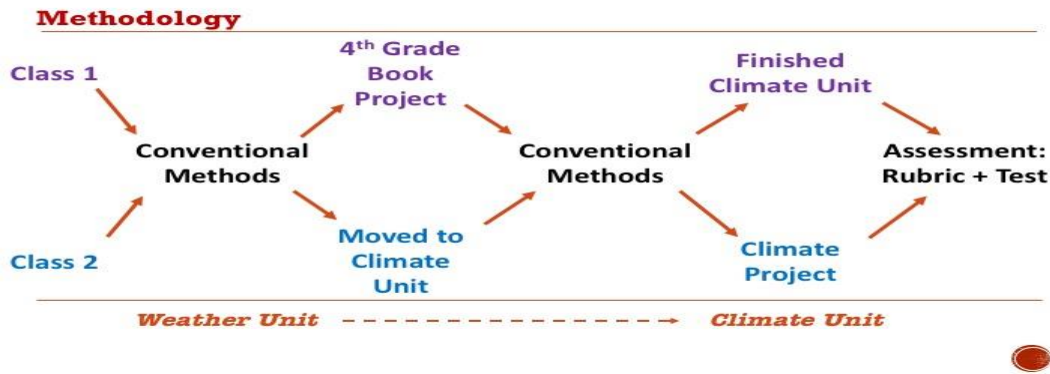 Methodology
Class 1
4th Grade
Book
Project
Finished
Climate Unit
Conventional
Methods
Conventional
Methods
Assessment:
Rubric + Test
Class 2
Moved to
Climate
Unit
Climate
Project
Weather Unit
Climate Unit